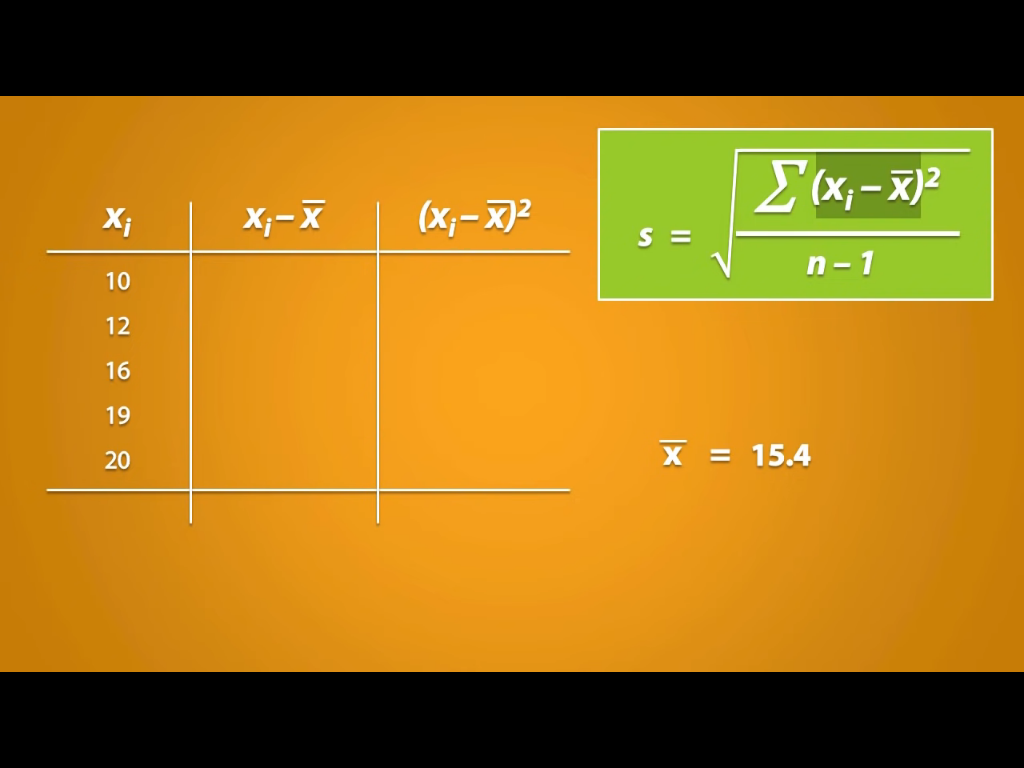 xᵢ xᵢ – x̅ (xᵢ – x̅)²
10
12
16
19
20
s = √ Σ (xᵢ – x̅)²
n – 1
x̅ = 15.4